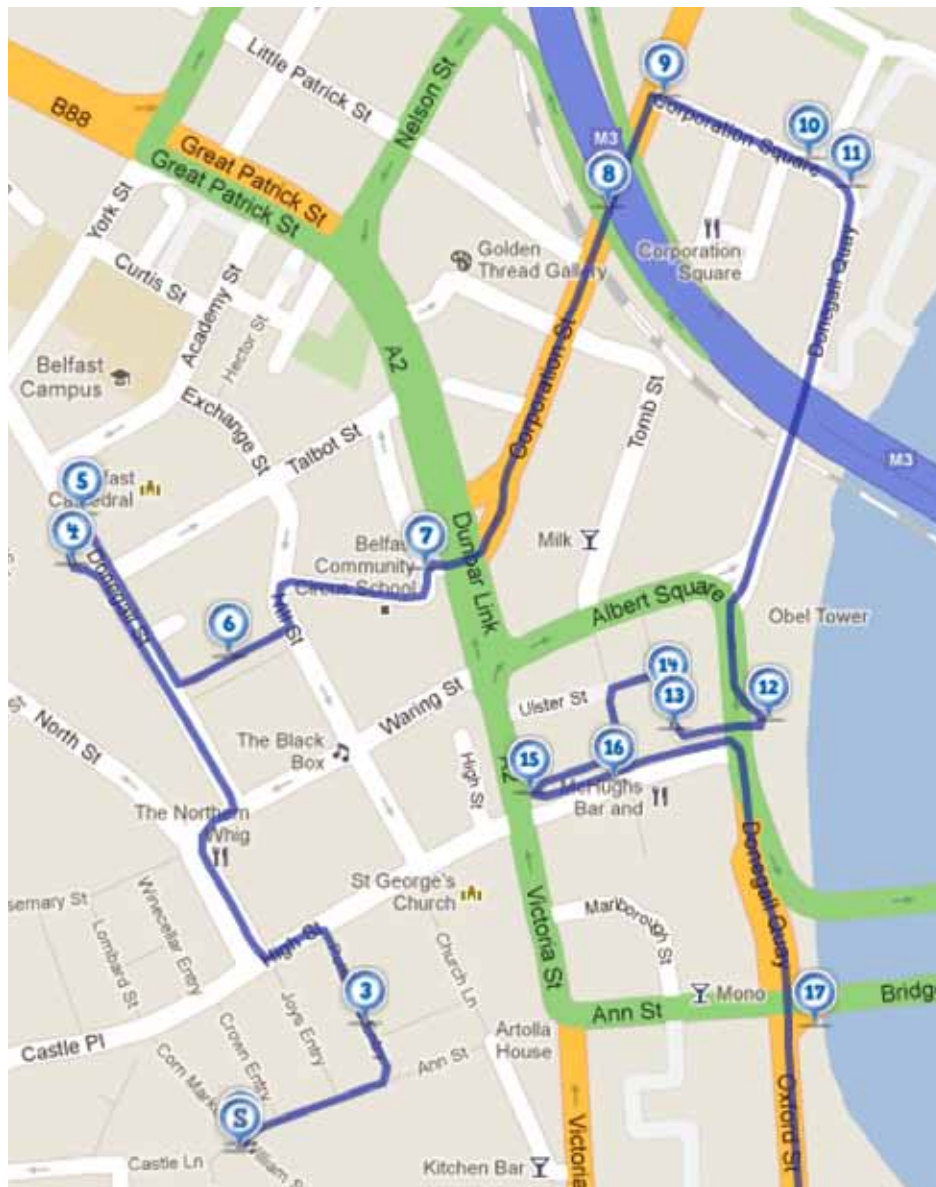 Little Patrick St
Nelson St
B88
Great Patrick St
Great Patrick St
York St
Curtis St
Academy St
Hector St
Belfast
Campus
Exchange St
Talbot St
A2
Golden
Thread Gallery
M3
9
Corporation Square
10
11
8
Corporation
Square
Donegall Quay
Corporation St
Tomb St
M3
5
4
Donegall St
6
Hill St
7
Community
Circus School
Dunbar Link
Milk
Albert Square
Obel Tower
Ulster St
14
13
12
North St
Waring St
The Black
Box
High St
15
16
A2
McHughs
Bar and
The Northern
Whig
St George's
Church
Donegall Quay
Winecellar Entry
Lombard St
High St
Joys Entry
Crown Entry
3
Church Ln
Victoria St
Marlborough St
Mono
17
Ann St
Castle Pl
Ann St
Artolla
House
Corn Mark
S
William S
Castle Ln
Kitchen Bar
Victoria
Oxford St